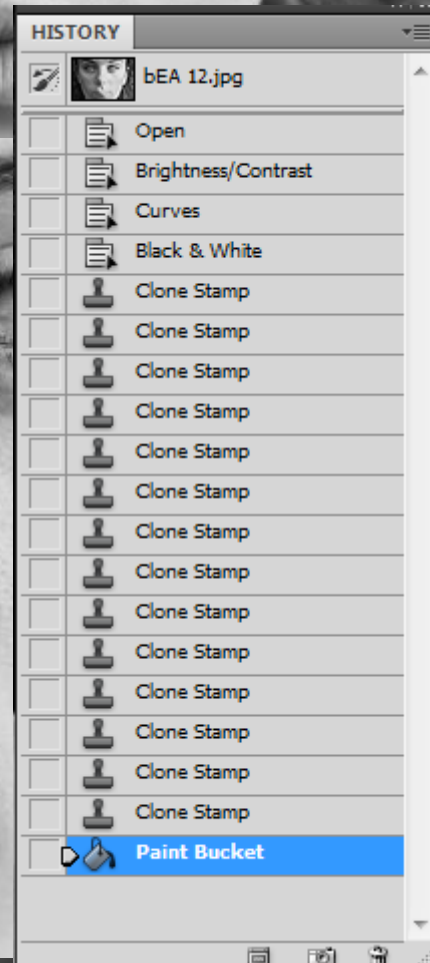 HISTORY
bEA 12.jpg
Open
Brightness/Contrast
Curves
Black & White
Clone Stamp
Clone Stamp
Clone Stamp
Clone Stamp
Clone Stamp
Clone Stamp
Clone Stamp
Clone Stamp
Clone Stamp
Clone Stamp
Clone Stamp
Clone Stamp
Clone Stamp
Clone Stamp
Paint Bucket